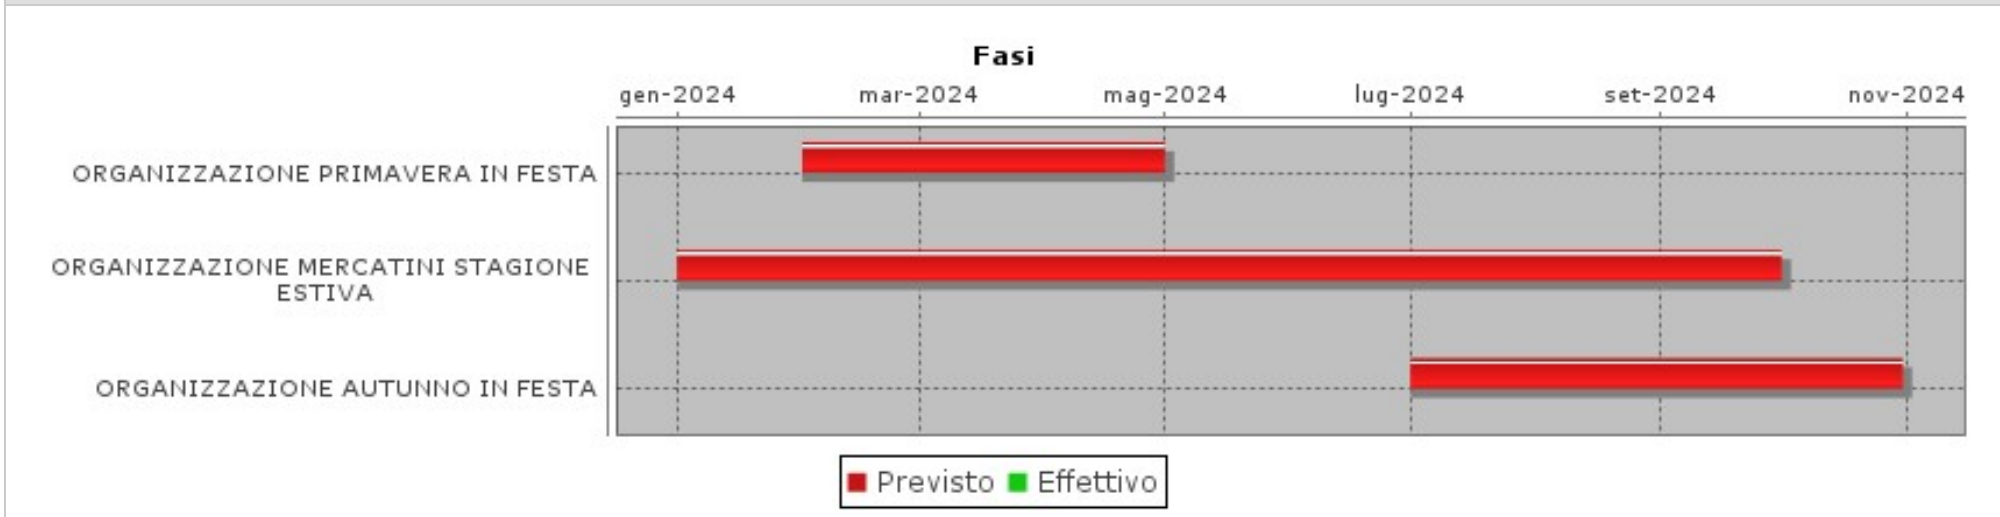 Fasi
gen-2024 mar-2024 mag-2024 lug-2024 set-2024 nov-2024
ORGANIZZAZIONE PRIMAVERA IN FESTA
ORGANIZZAZIONE MERCATINI STAGIONE
ESTIVA
ORGANIZZAZIONE AUTUNNO IN FESTA
Previsto Effettivo